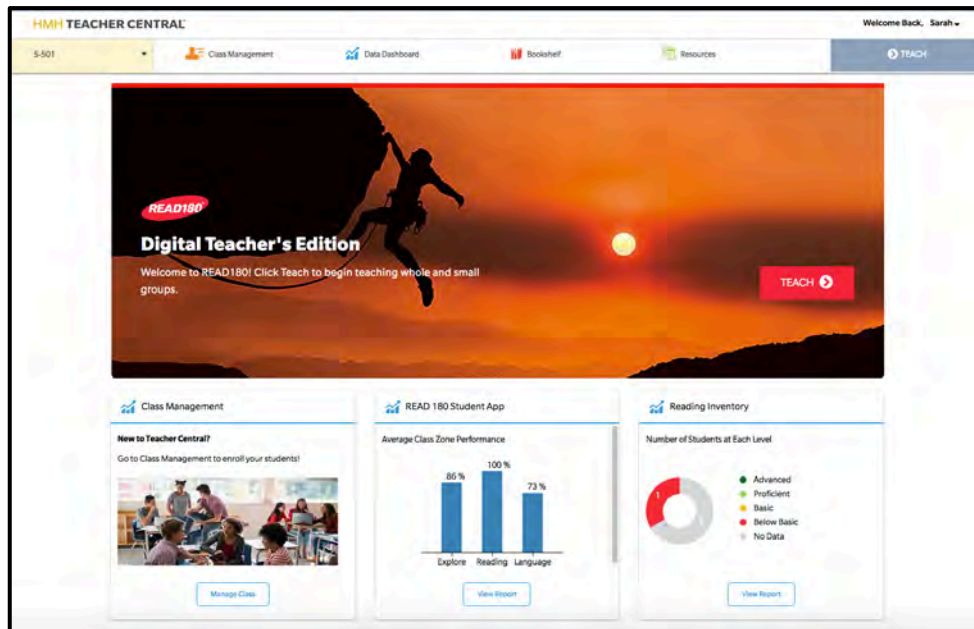 HMH TEACHER CENTRAL
Welcome Back, Sarah
S-501
Class Management
Data Dashboard
Bookshelf
Resources
TEACH
READ180
Digital Teacher's Edition
Welcome to READ180! Click Teach to begin teaching whole and small
groups.
TEACH
Class Management
New to Teacher Central?
Go to Class Management to enroll your students!
Manage Class
READ 180 Student App
Average Class Zone Performance
86 %
100 %
73 %
Explore Reading Language
View Report
Reading Inventory
Number of Students at Each Level
1
Advanced
Proficient
Basic
Below Basic
No Data
View Report